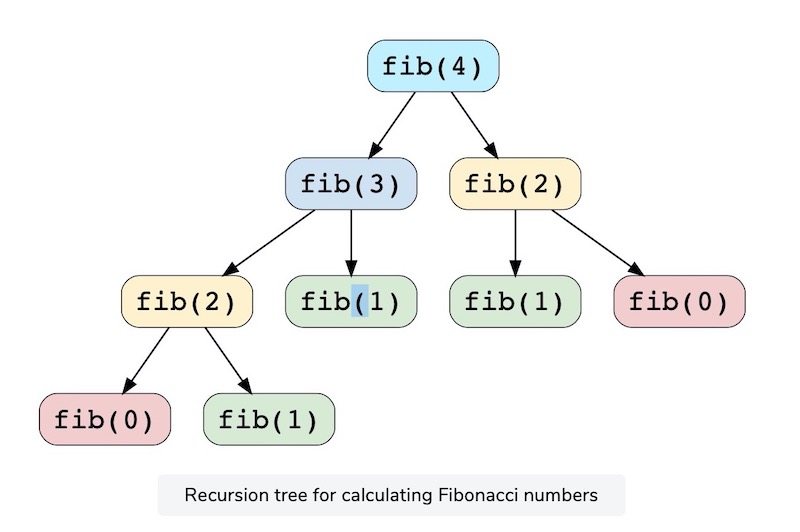 fib(4)
fib(3) fib(2)
fib(2) fib(1) fib(1) fib(0)
fib(0) fib(1)
Recursion tree for calculating Fibonacci numbers